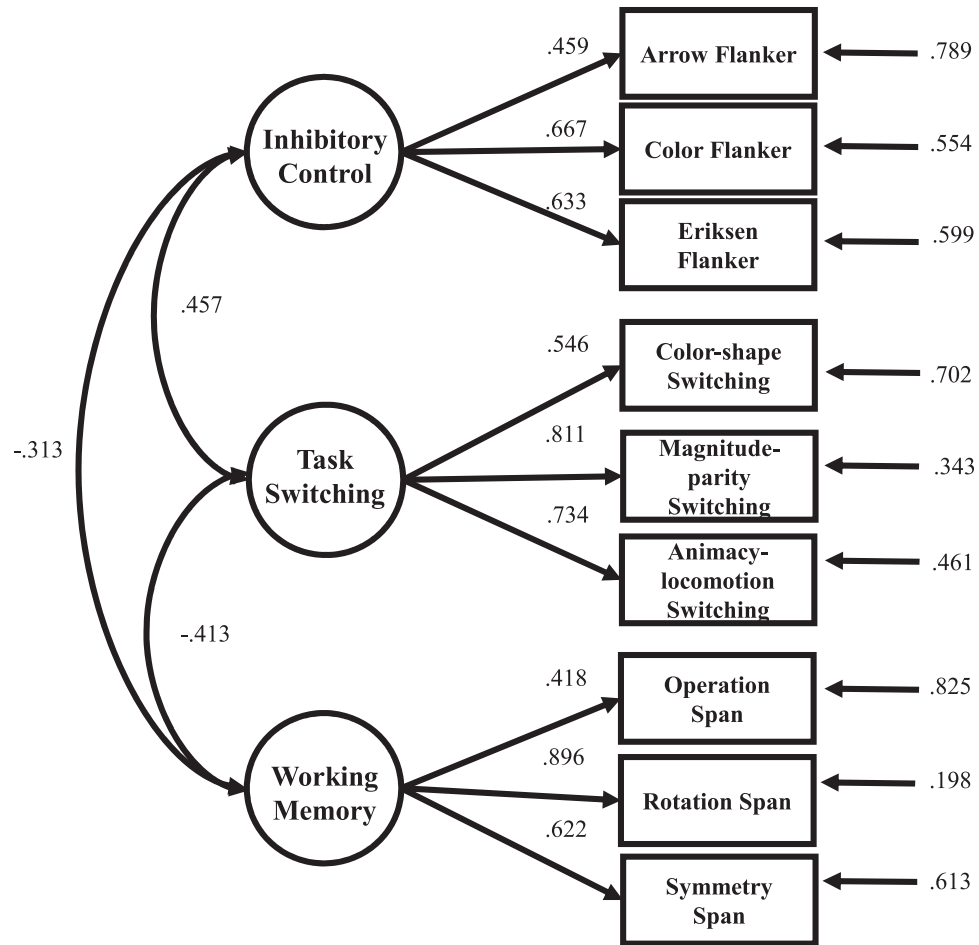 .459
Arrow Flanker
.789
Inhibitory
Control
.667
Color Flanker
.554
.633
Eriksen
Flanker
.599
.457
.546
Color-shape
Switching
.702
-.313
Task
Switching
.811
Magnitude-
parity
Switching
.343
.734
Animacy-
locomotion
Switching
.461
-.413
.418
Operation
Span
.825
Working
Memory
.896
Rotation Span
.198
.622
Symmetry
Span
.613